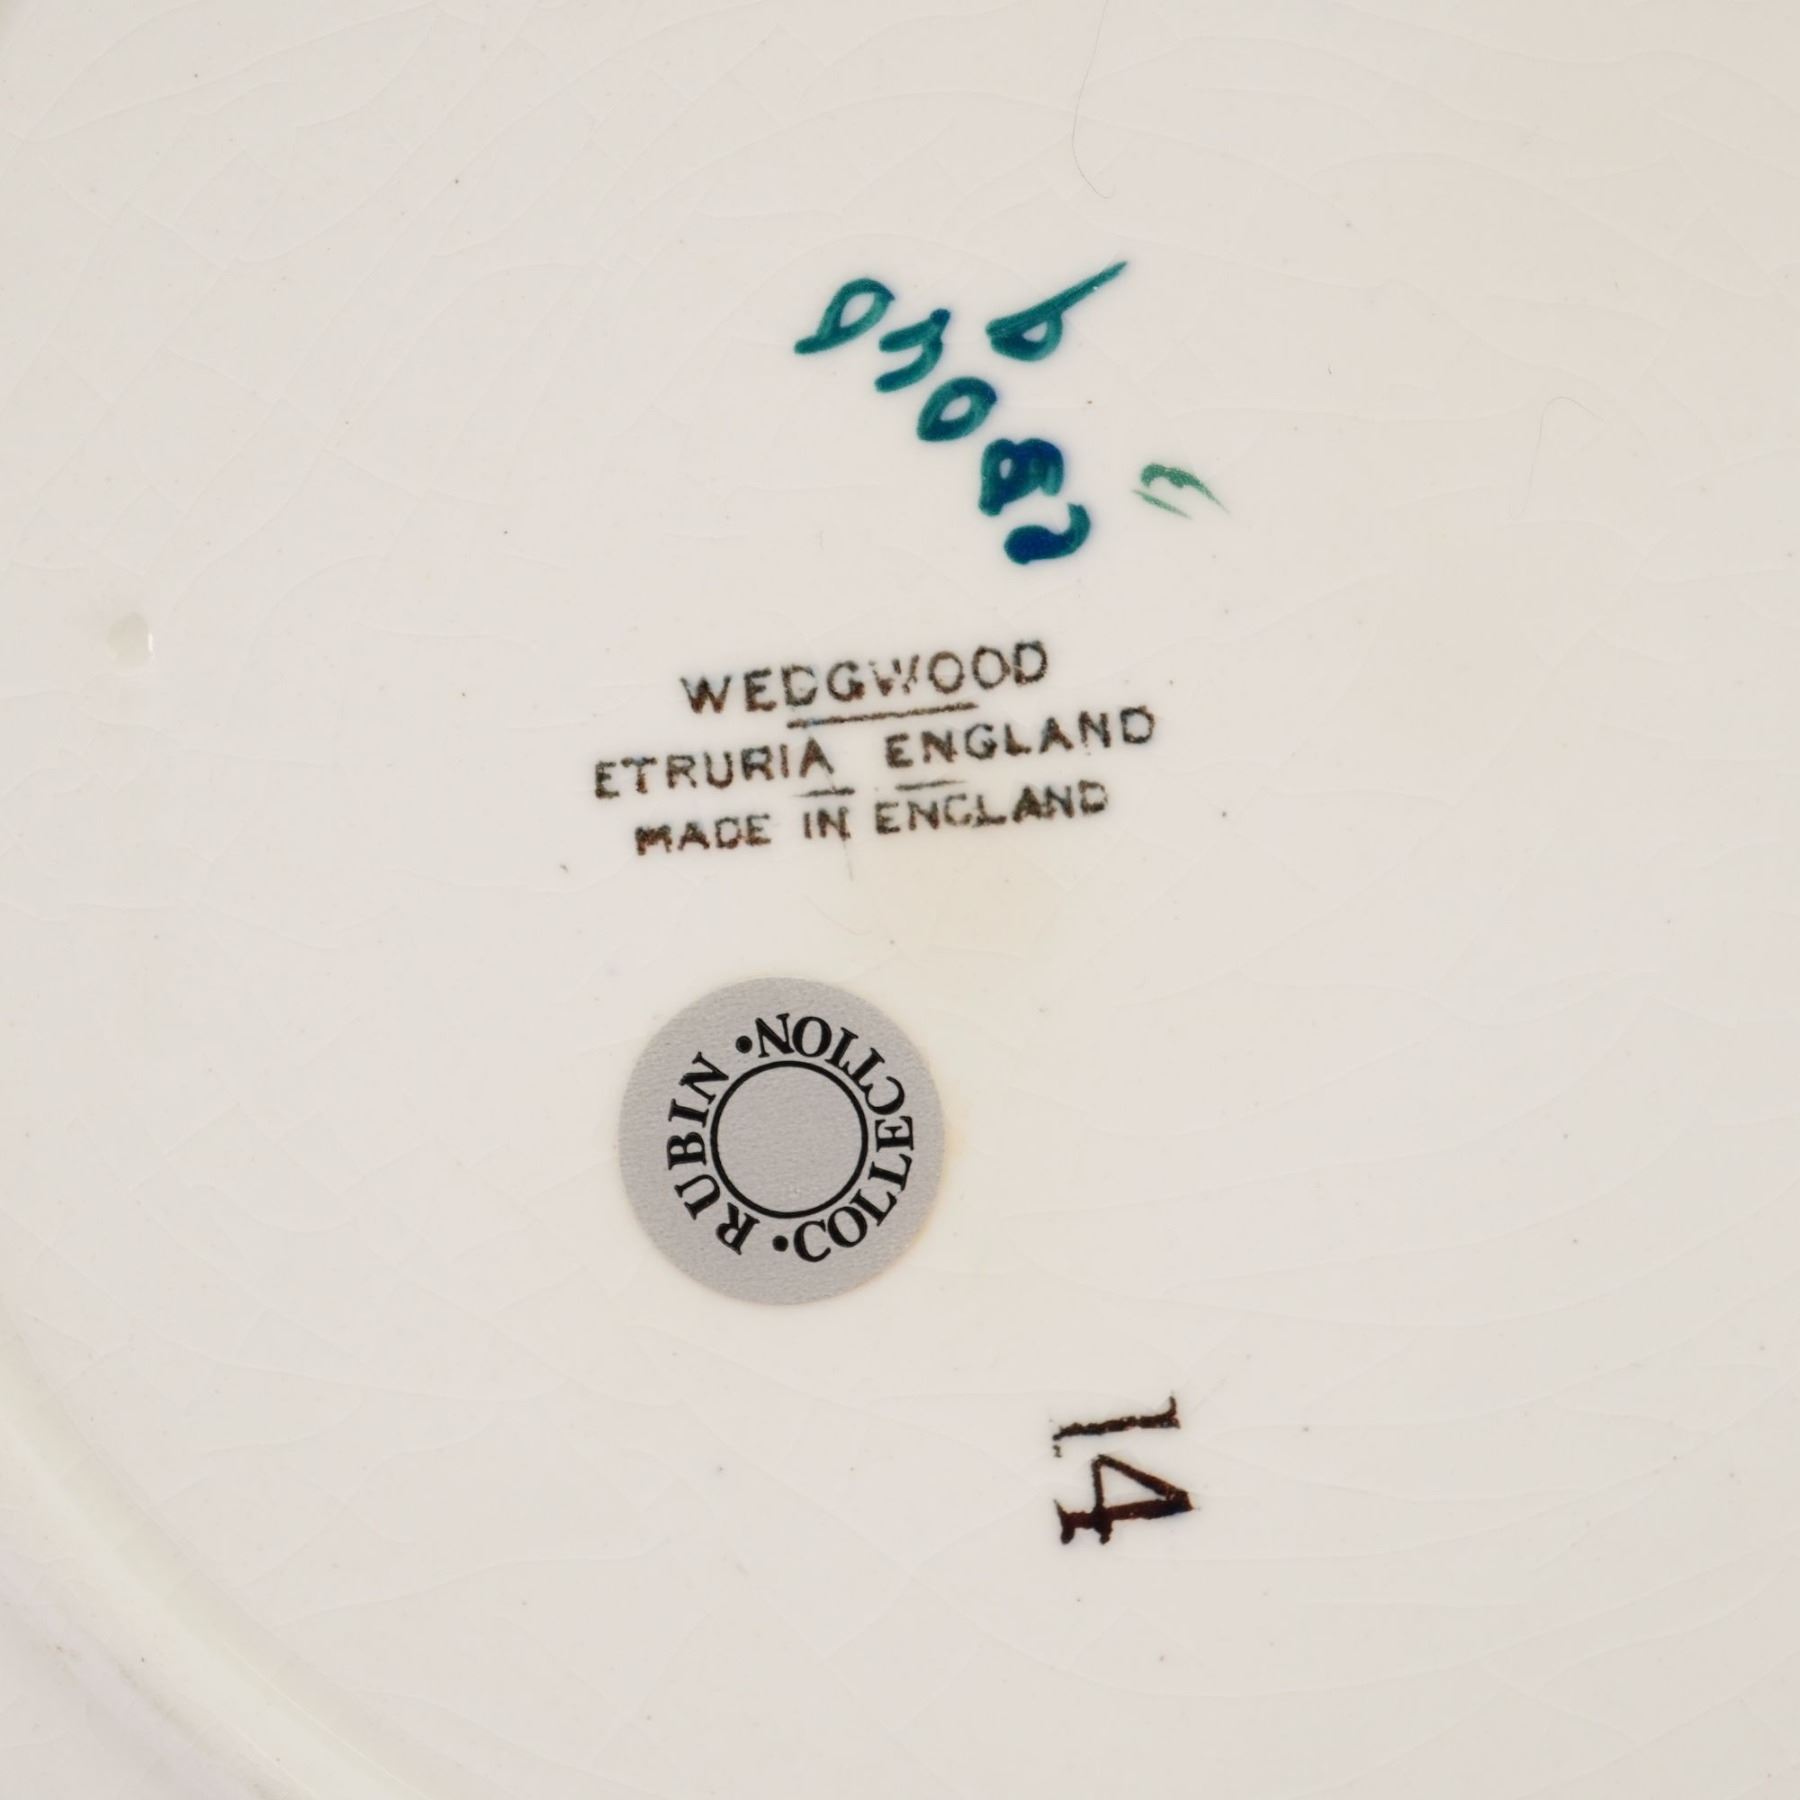 WEDGWOOD
ETRURIA ENGLAND
MADE IN ENGLAND
RUBIN • COLLECTION •
14